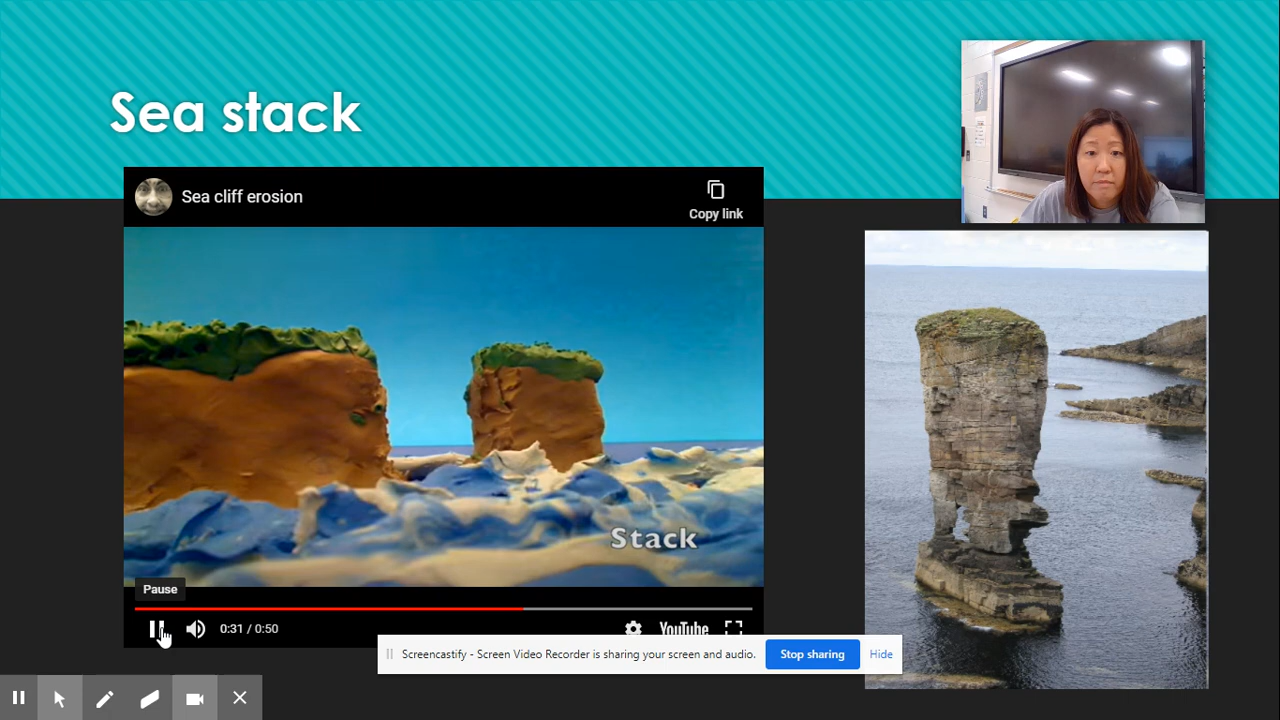 Sea stack
Sea cliff erosion
Copy link
Stack
Pause
0:31 / 0:50
YouTube
Screencastify - Screen Video Recorder is sharing your screen and audio.
Stop sharing
Hide